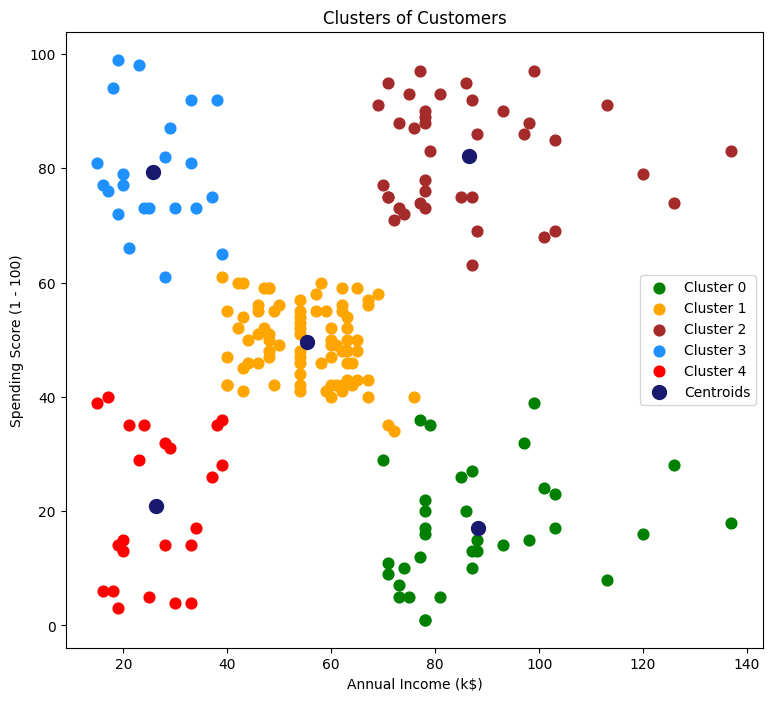 Clusters of Customers
Spending Score (1 - 100)
100
80
60
40
20
0
Cluster 0
Cluster 1
Cluster 2
Cluster 3
Cluster 4
Centroids
20 40 60 80 100 120 140
Annual Income (k$)